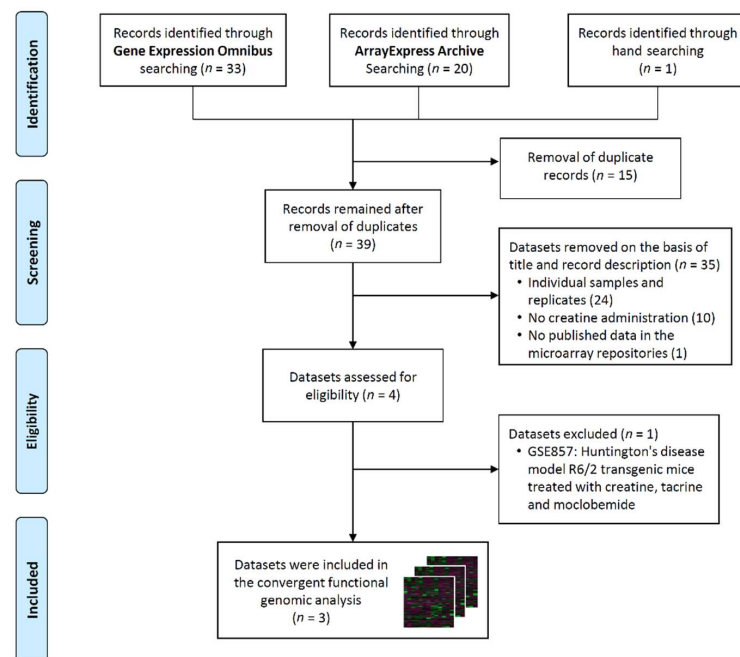 Identification
Records identified through
Gene Expression Omnibus
searching (n = 33)
Records identified through
ArrayExpress Archive
Searching (n = 20)
Records identified through
hand searching
(n = 1)
Removal of duplicate
records (n = 15)
Screening
Records remained after
removal of duplicates
(n = 39)
Datasets removed on the basis of
title and record description (n = 35)
• Individual samples and
replicates (24)
• No creatine administration (10)
• No published data in the
microarray repositories (1)
Eligibility
Datasets assessed for
eligibility (n = 4)
Datasets excluded (n = 1)
• GSE857: Huntington's disease
model R6/2 transgenic mice
treated with creatine, tacrine
and moclobemide
Included
Datasets were included in
the convergent functional
genomic analysis
(n = 3)